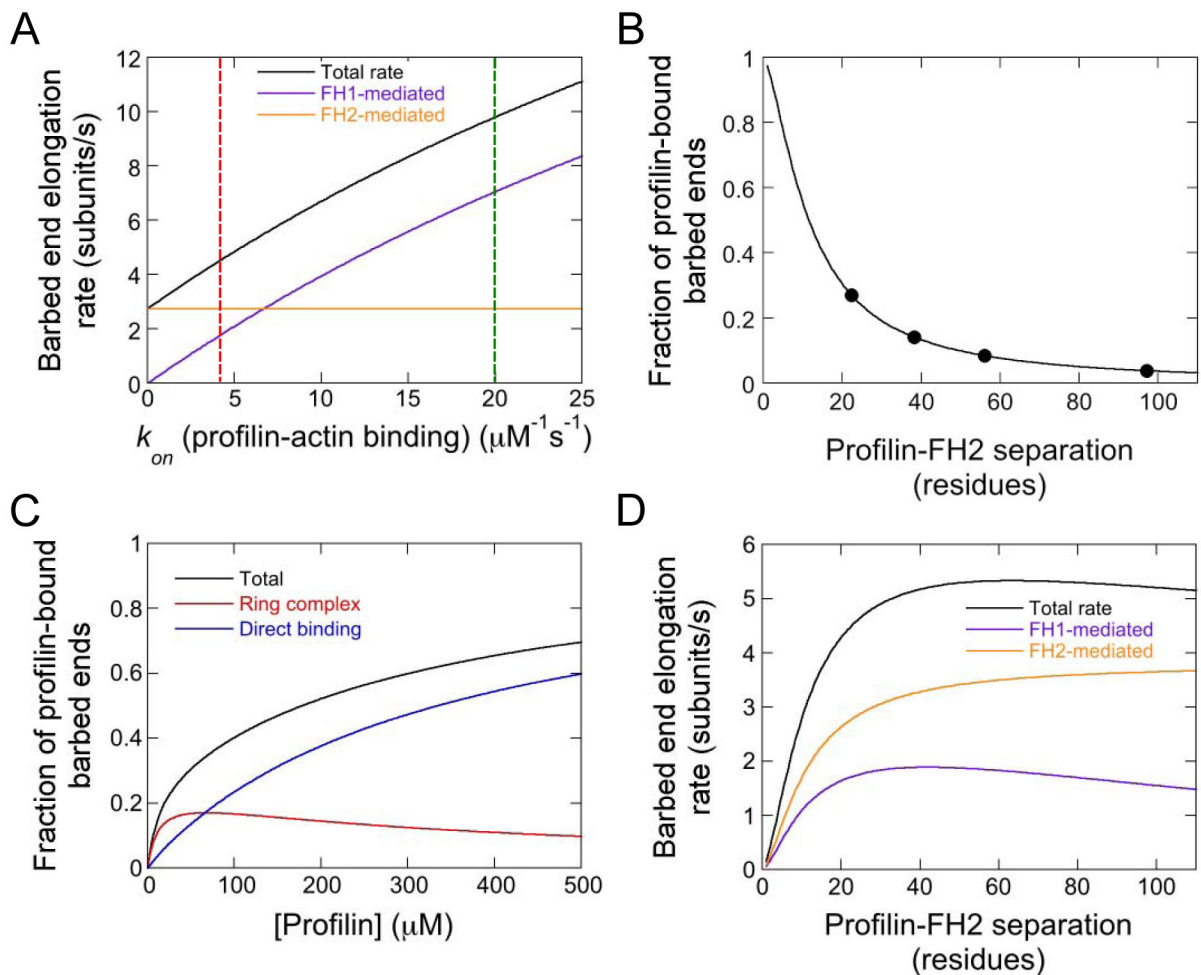 A
Barbed end elongation
rate (subunits/s)
12
10
8
6
4
2
0
Total rate
FH1-mediated
FH2-mediated
0 5 10 15 20 25
k_on (profilin-actin binding) (μM⁻¹s⁻¹)
B
Fraction of profilin-bound
barbed ends
1
0.8
0.6
0.4
0.2
0
0 20 40 60 80 100
Profilin-FH2 separation
(residues)
C
Fraction of profilin-bound
barbed ends
1
0.8
0.6
0.4
0.2
0
Total
Ring complex
Direct binding
0 100 200 300 400 500
[Profilin] (μM)
D
Barbed end elongation
rate (subunits/s)
6
5
4
3
2
1
0
Total rate
FH1-mediated
FH2-mediated
0 20 40 60 80 100
Profilin-FH2 separation
(residues)